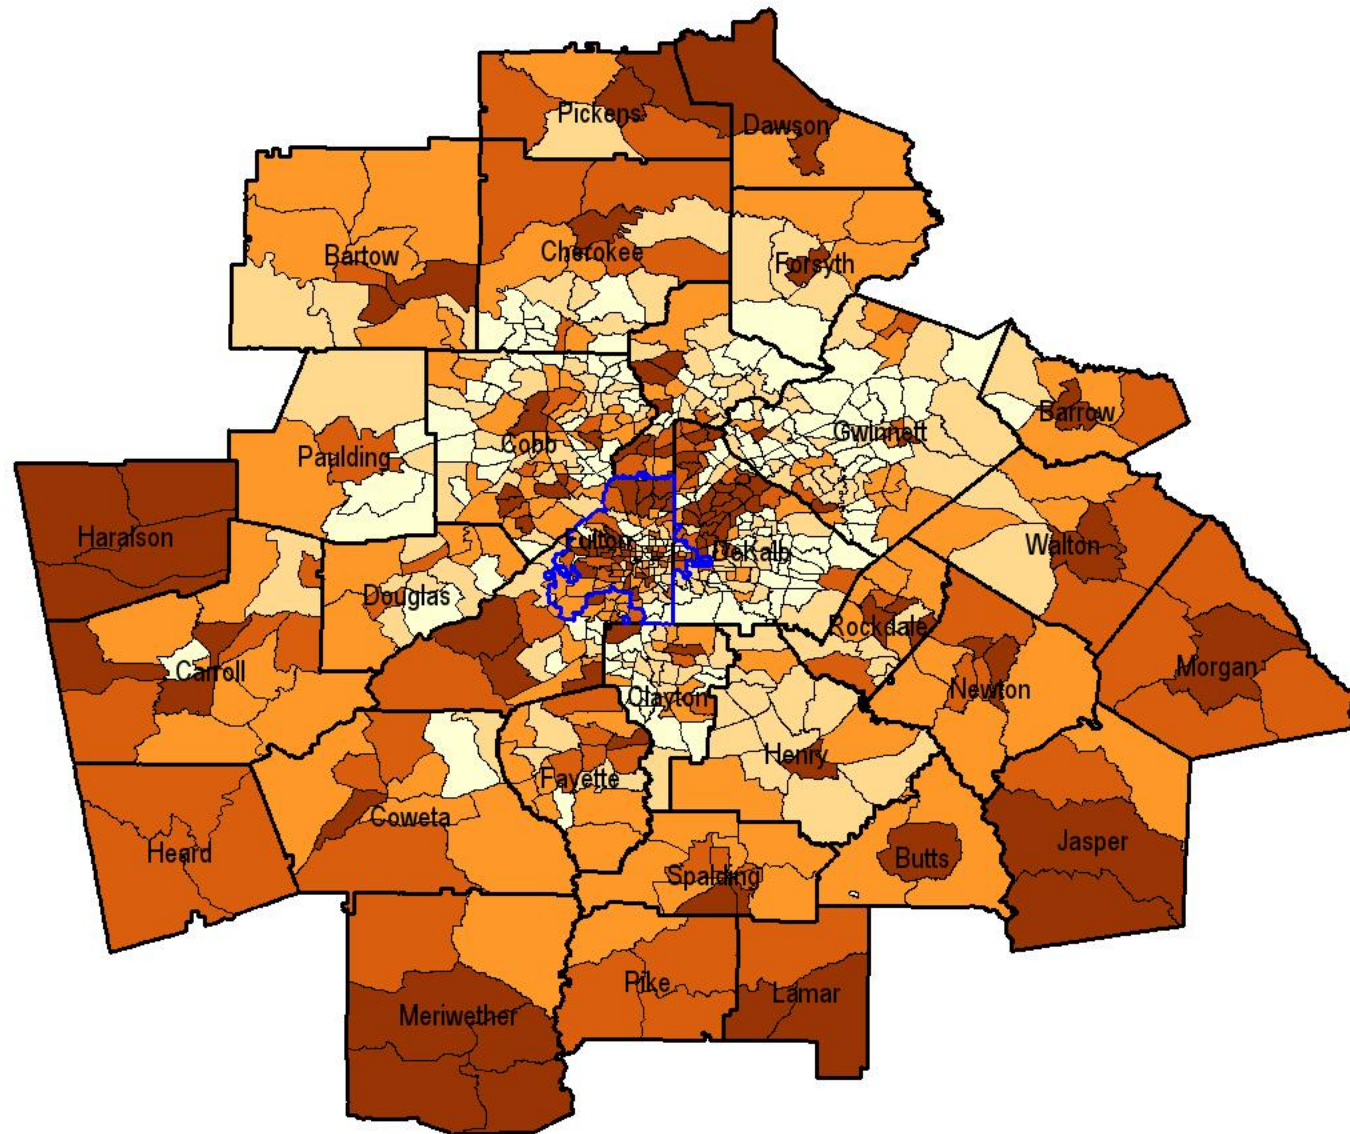 Pickens
Dawson
Bartow
Cherokee
Forsyth
Barrow
Gwinnett
Cobb
Paulding
Haralson
Fulton
DeKalb
Walton
Douglas
Rockdale
Carroll
Morgan
Newton
Clayton
Henry
Fayette
Coweta
Heard
Jasper
Butts
Spalding
Pike
Lamar
Meriwether